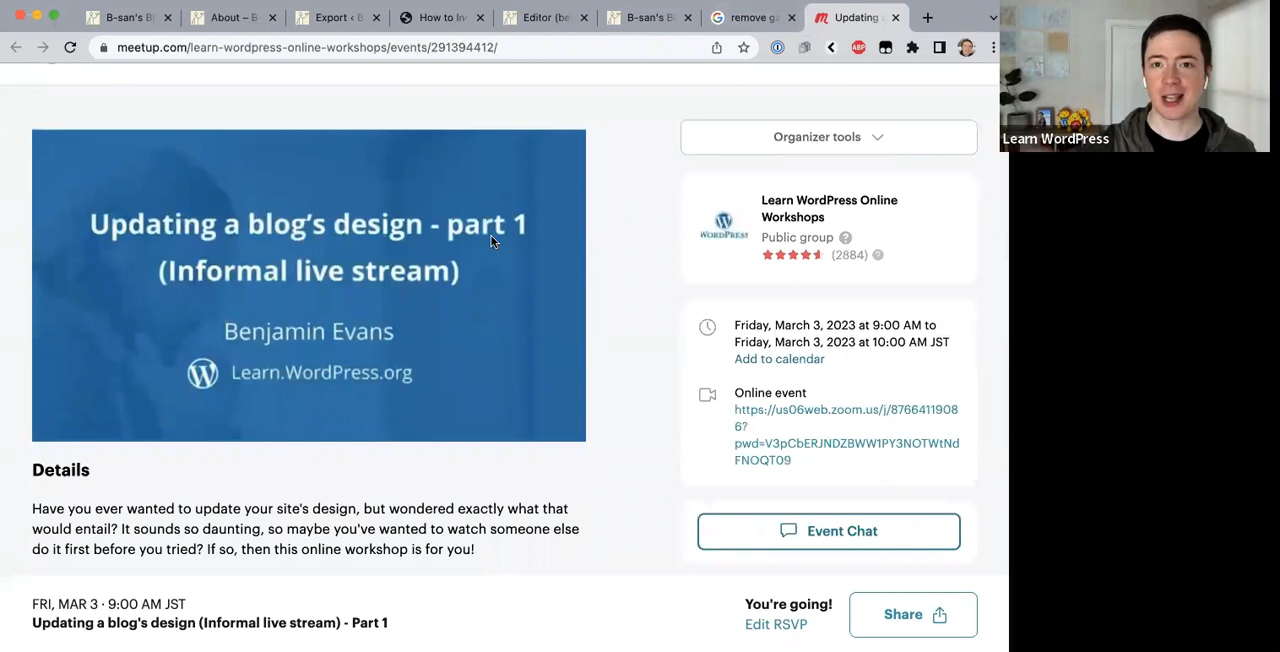 B-san's B
About – B
Export ‹ B
How to In
Editor (be
B-san's B
remove ga
Updating
meetup.com/learn-wordpress-online-workshops/events/291394412/
ABP
Learn WordPress
Organizer tools
Updating a blog's design - part 1
(Informal live stream)
Benjamin Evans
Learn.WordPress.org
WORDPRESS
Learn WordPress Online
Workshops
Public group
(2884)
Friday, March 3, 2023 at 9:00 AM to
Friday, March 3, 2023 at 10:00 AM JST
Add to calendar
Online event
https://us06web.zoom.us/j/8766411908
6?
pwd=V3pCbERJNDZBWW1PY3NOTWtNd
FNOQT09
Details
Have you ever wanted to update your site's design, but wondered exactly what that
would entail? It sounds so daunting, so maybe you've wanted to watch someone else
do it first before you tried? If so, then this online workshop is for you!
Event Chat
FRI, MAR 3 · 9:00 AM JST
Updating a blog's design (Informal live stream) - Part 1
You're going!
Edit RSVP
Share